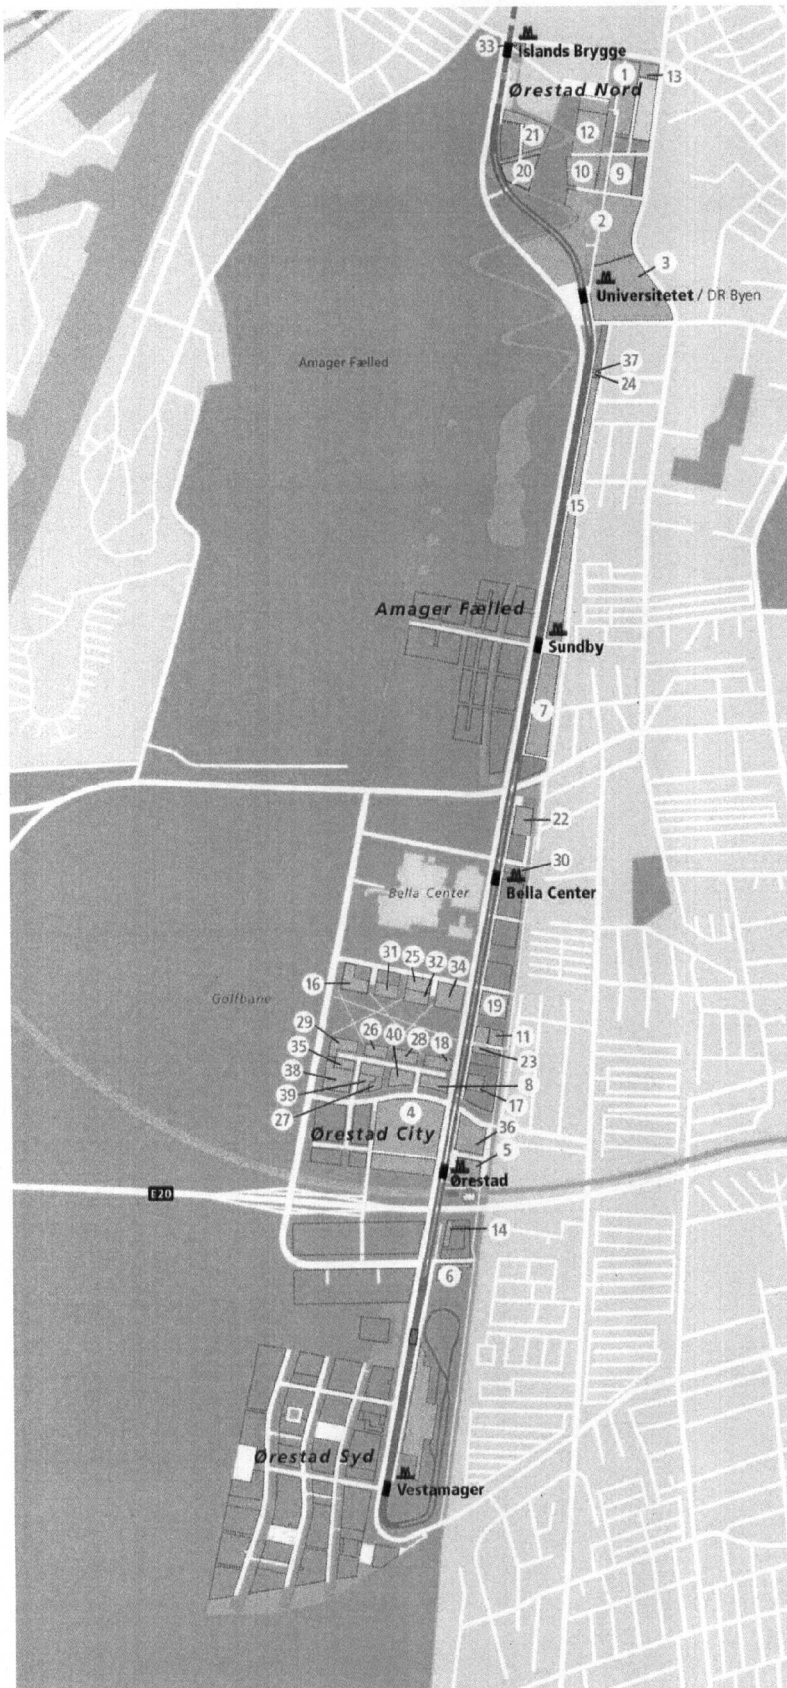 33
Islands Brygge
1
13
Ørestad Nord
21
12
20
10
9
2
3
Universitetet / DR Byen
Amager Fælled
37
24
15
Amager Fælled
Sundby
7
22
30
Bella Center
Bella Center
31
25
32
34
16
Golfbane
19
29
26
40
28
18
11
35
23
38
8
39
17
27
4
36
Ørestad City
5
Ørestad
E20
14
6
Ørestad Syd
Vestamager